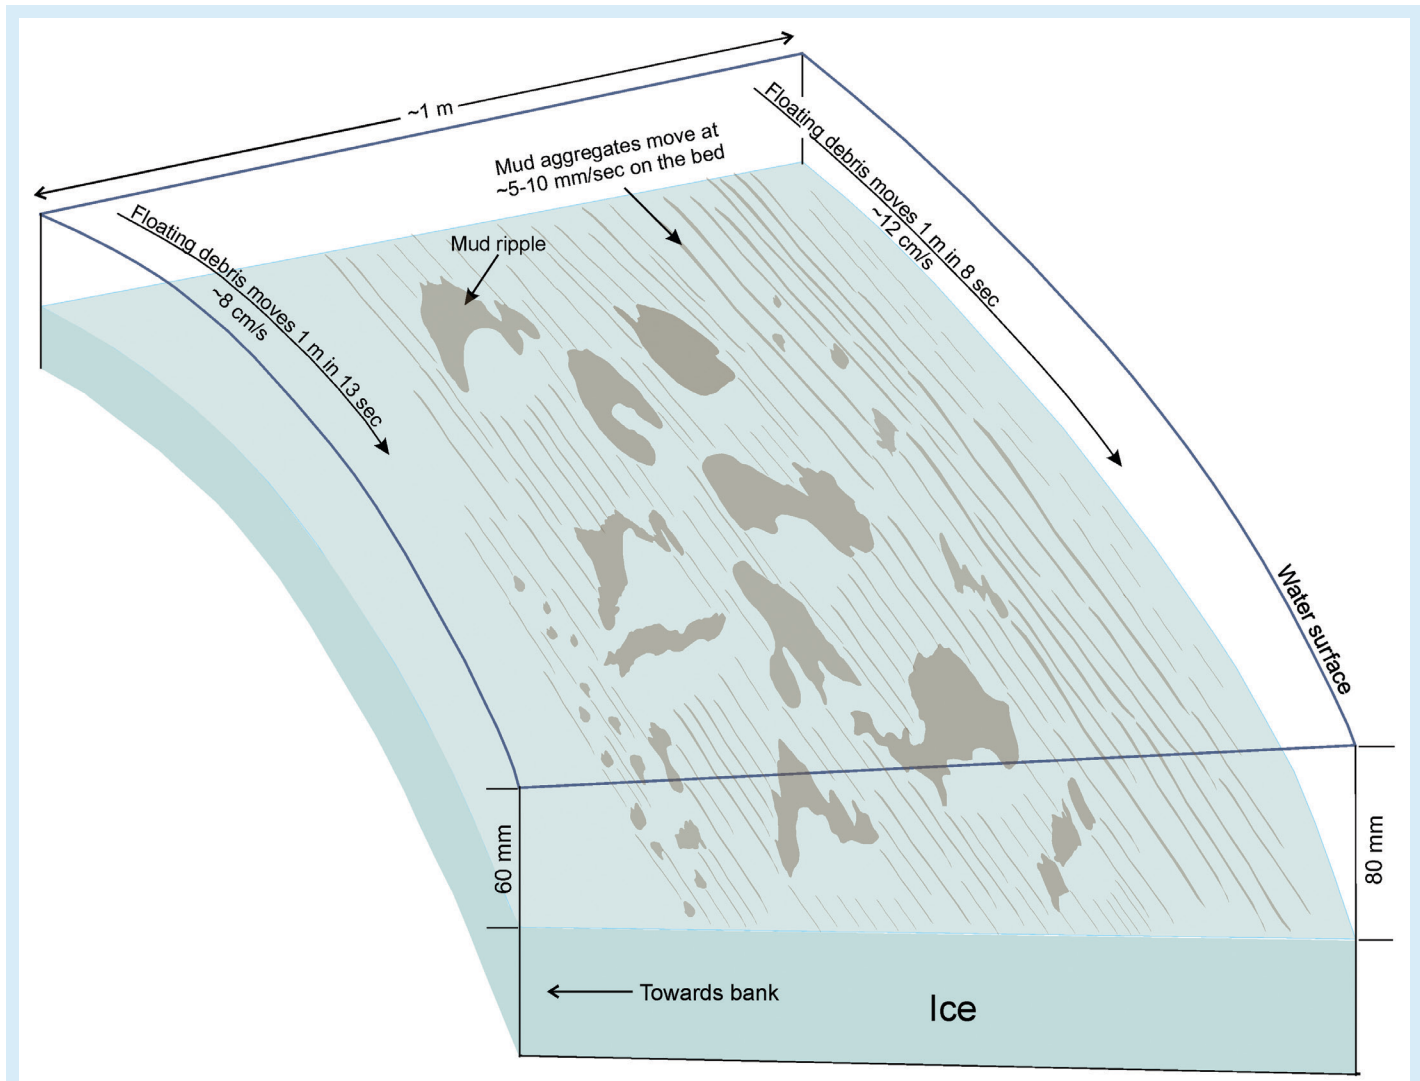 ~1 m
Floating debris moves 1 m in 8 sec
~12 cm/s
Mud aggregates move at
~5-10 mm/sec on the bed
Floating debris moves 1 m in 13 sec
~8 cm/s
Mud ripple
Water surface
60 mm
80 mm
Towards bank
Ice